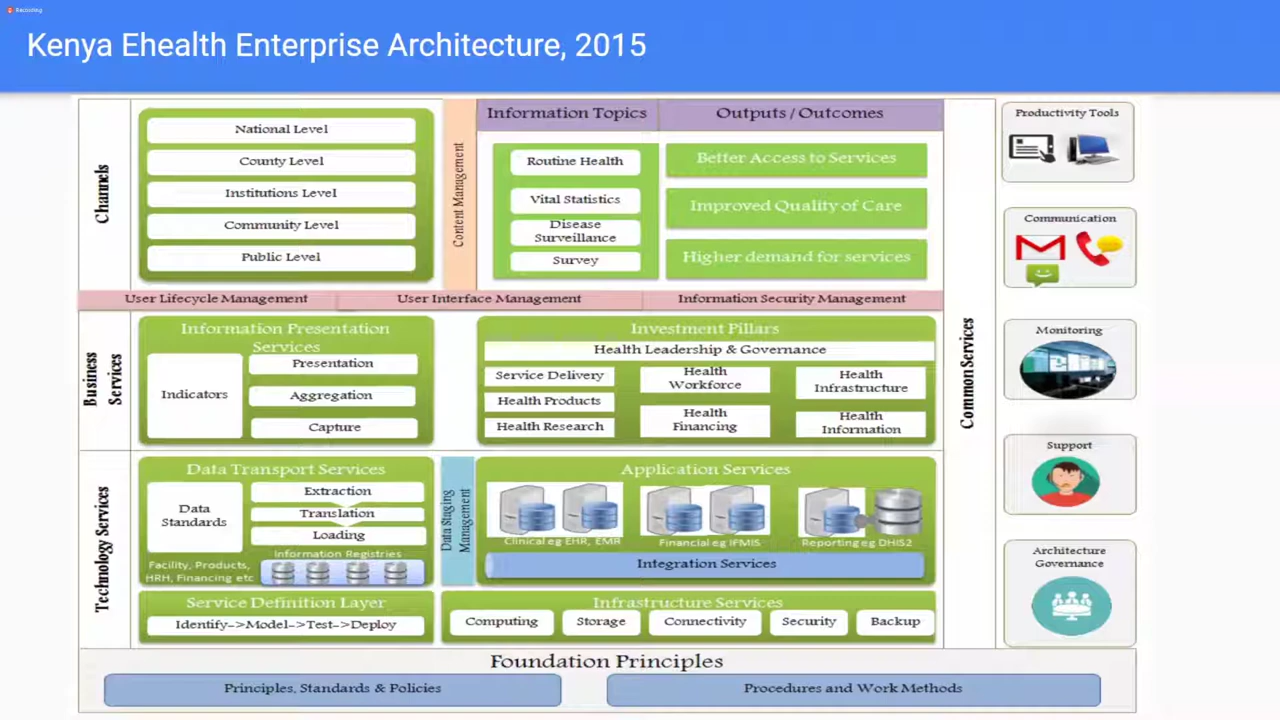 Recording
Kenya Ehealth Enterprise Architecture, 2015
Channels
National Level
County Level
Institutions Level
Community Level
Public Level
Content Management
Information Topics
Routine Health
Vital Statistics
Disease
Surveillance
Survey
Outputs / Outcomes
Better Access to Services
Improved Quality of Care
Higher demand for services
User Lifecycle Management
User Interface Management
Information Security Management
Business
Services
Information Presentation
Services
Indicators
Presentation
Aggregation
Capture
Investment Pillars
Health Leadership & Governance
Service Delivery
Health Products
Health Research
Health
Workforce
Health
Financing
Health
Infrastructure
Health
Information
Technology Services
Data Transport Services
Data
Standards
Extraction
Translation
Loading
Information Registries
Facility, Products,
HRH, Financing etc
Data Staging
Management
Application Services
Clinical eg EHR, EMR
Financial eg IFMIS
Reporting eg DHIS2
Integration Services
Service Definition Layer
Identify->Model->Test->Deploy
Infrastructure Services
Computing
Storage
Connectivity
Security
Backup
Common Services
Productivity Tools
Communication
Monitoring
Support
Architecture
Governance
Foundation Principles
Principles, Standards & Policies
Procedures and Work Methods